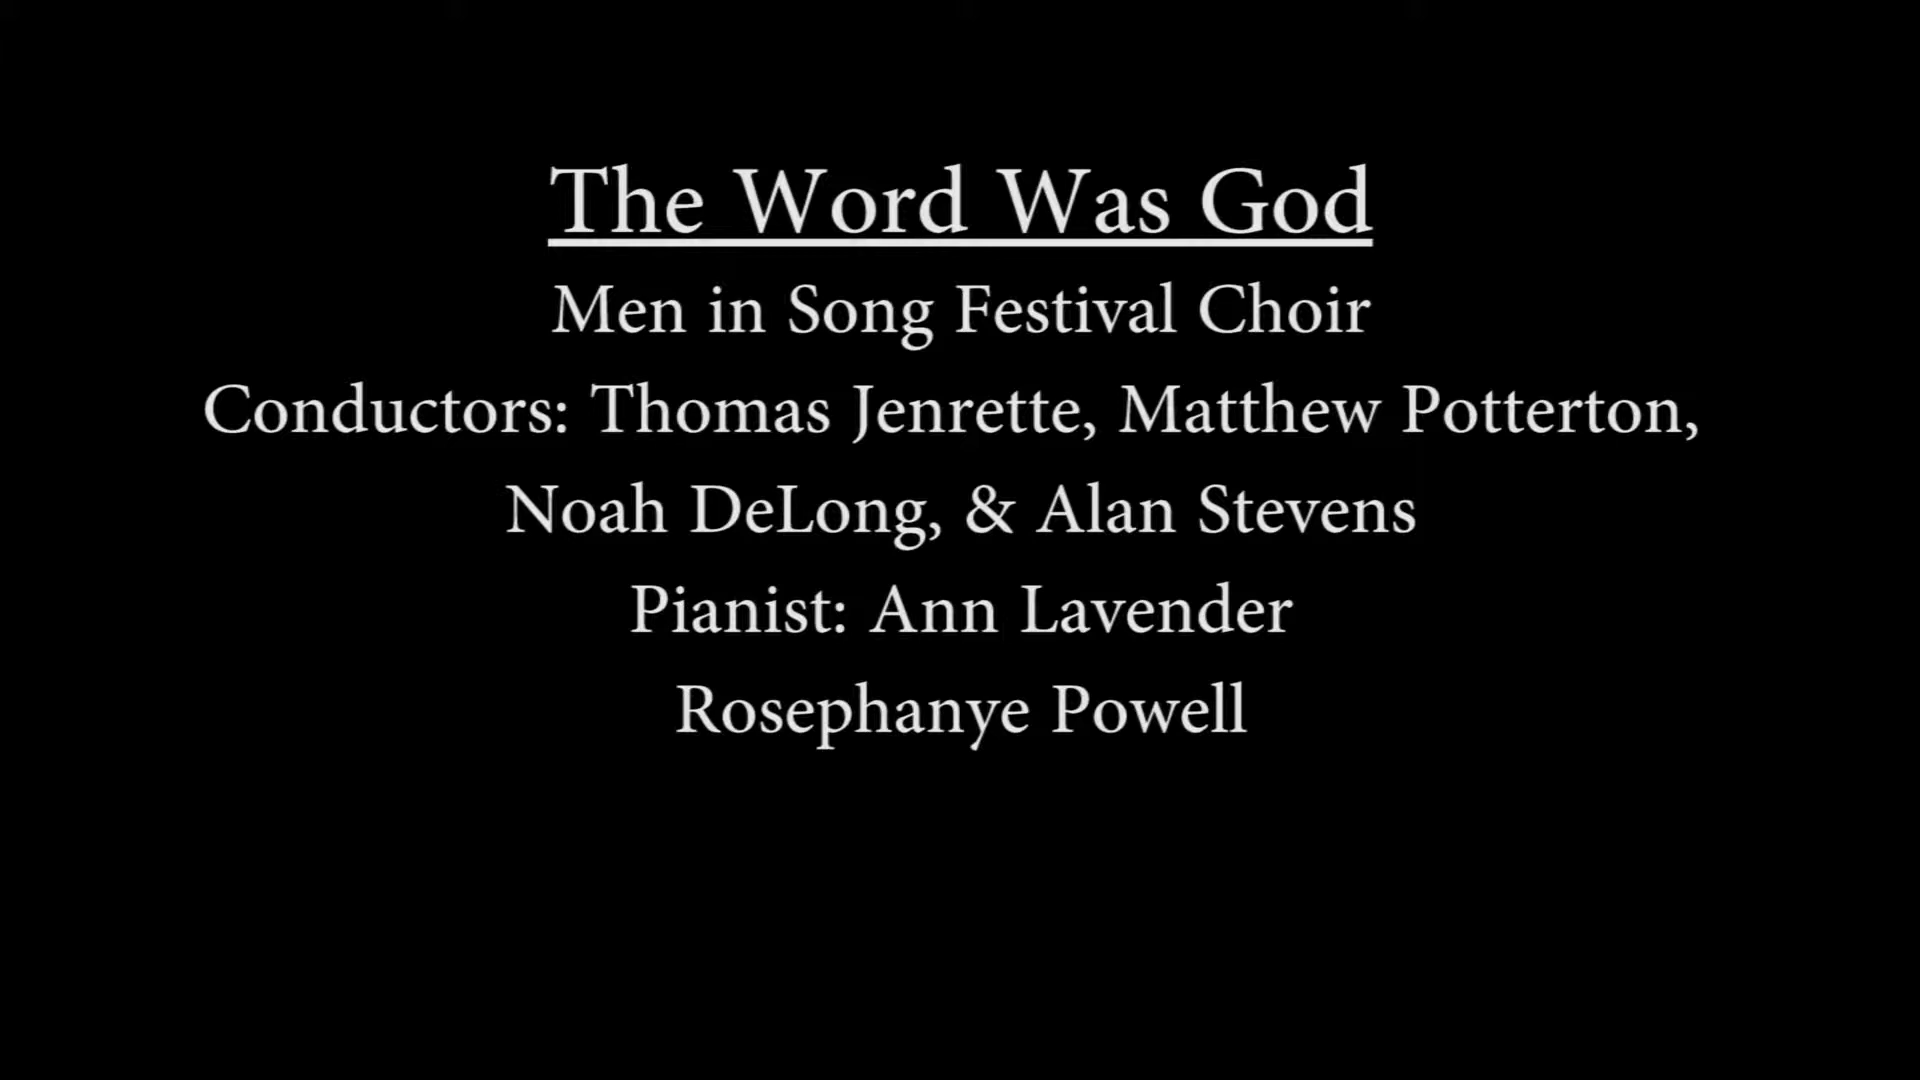 The Word Was God
Men in Song Festival Choir
Conductors: Thomas Jenrette, Matthew Potterton,
Noah DeLong, & Alan Stevens
Pianist: Ann Lavender
Rosephanye Powell